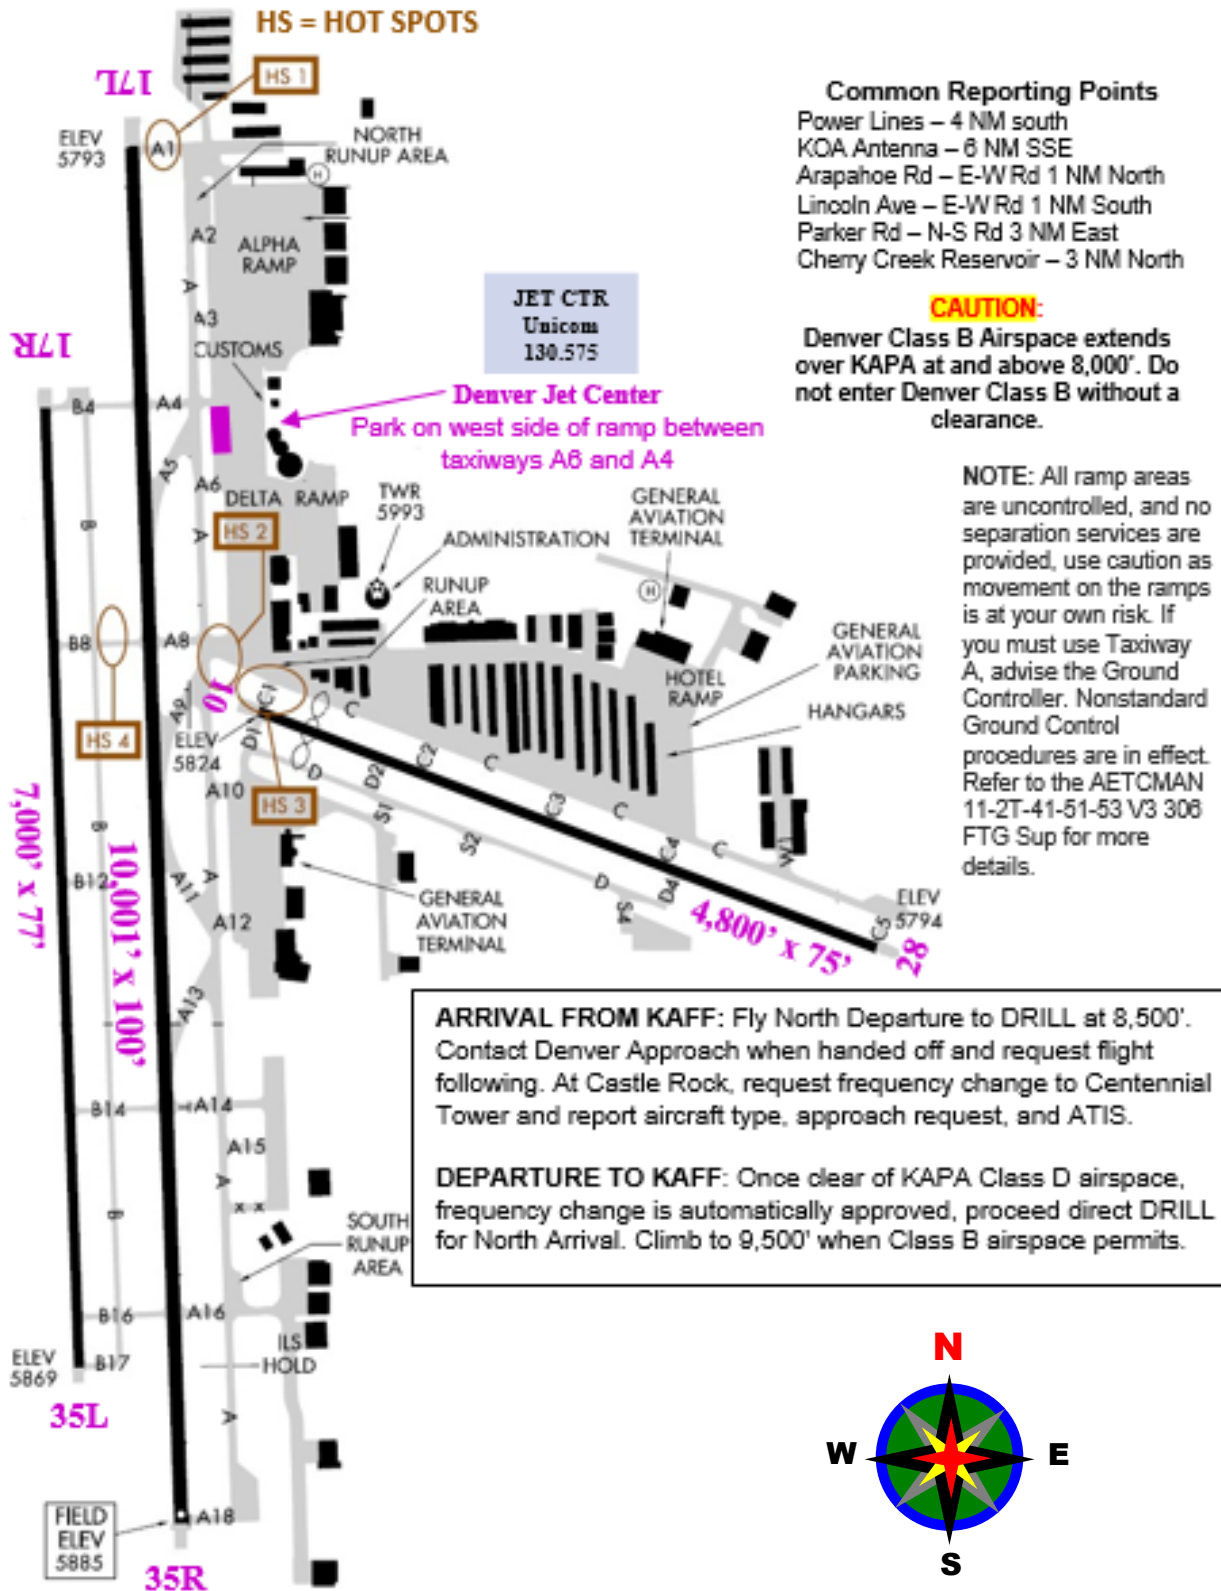 HS = HOT SPOTS
HS 1
17L
ELEV
5793
A1
NORTH
RUNUP AREA
H
A2
ALPHA
RAMP
A
A3
CUSTOMS
17R
B4
A4
A5
A6
DELTA RAMP
A
B
HS 2
TWR
5993
ADMINISTRATION
RUNUP
AREA
GENERAL
AVIATION
TERMINAL
H
GENERAL
AVIATION
PARKING
HOTEL
RAMP
HANGARS
B8
A8
A9
10
C1
C
HS 4
ELEV
5824
D1
D
D2
C2
C
A10
HS 3
S1
S2
C3
C
C4
C
D
D4
S4
W1
ELEV
5794
C5
28
4,800' x 75'
7,000' x 77'
10,001' x 100'
B
B12
A11
A
A12
GENERAL
AVIATION
TERMINAL
A13
B14
A14
A15
A
B
x x
SOUTH
RUNUP
AREA
B16
A16
ILS
HOLD
ELEV
5869
B17
35L
A
FIELD
ELEV
5885
A18
35R
JET CTR
Unicom
130.575
Denver Jet Center
Park on west side of ramp between
taxiways A6 and A4
Common Reporting Points
Power Lines – 4 NM south
KOA Antenna – 6 NM SSE
Arapahoe Rd – E-W Rd 1 NM North
Lincoln Ave – E-W Rd 1 NM South
Parker Rd – N-S Rd 3 NM East
Cherry Creek Reservoir – 3 NM North
CAUTION:
Denver Class B Airspace extends
over KAPA at and above 8,000'. Do
not enter Denver Class B without a
clearance.
NOTE: All ramp areas
are uncontrolled, and no
separation services are
provided, use caution as
movement on the ramps
is at your own risk. If
you must use Taxiway
A, advise the Ground
Controller. Nonstandard
Ground Control
procedures are in effect.
Refer to the AETCMAN
11-2T-41-51-53 V3 306
FTG Sup for more
details.
ARRIVAL FROM KAFF: Fly North Departure to DRILL at 8,500'.
Contact Denver Approach when handed off and request flight
following. At Castle Rock, request frequency change to Centennial
Tower and report aircraft type, approach request, and ATIS.
DEPARTURE TO KAFF: Once clear of KAPA Class D airspace,
frequency change is automatically approved, proceed direct DRILL
for North Arrival. Climb to 9,500' when Class B airspace permits.
N
W
E
S